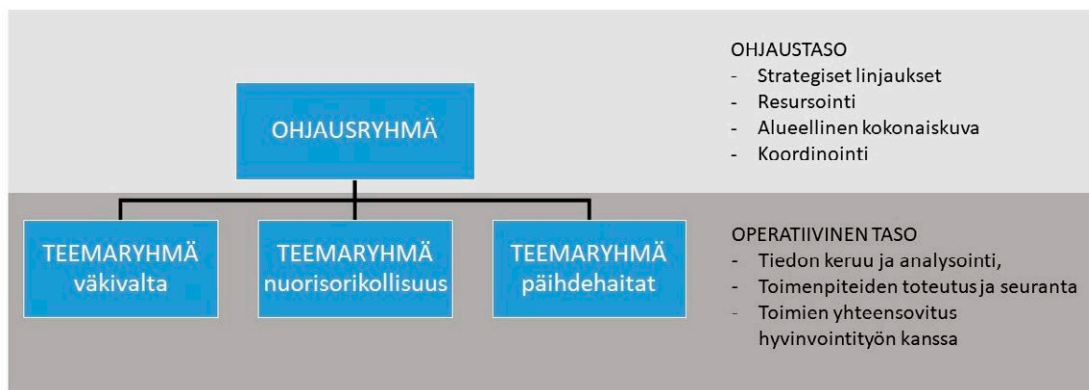 OHJAUSTASO
- Strategiset linjaukset
- Resursointi
- Alueellinen kokonaiskuva
- Koordinointi
OHJAUSRYHMÄ
TEEMARYHMÄ
väkivalta
TEEMARYHMÄ
nuorisorikollisuus
TEEMARYHMÄ
päihdehaitat
OPERATIIVINEN TASO
- Tiedon keruu ja analysointi,
- Toimenpiteiden toteutus ja seuranta
- Toimien yhteensovitus
hyvinvointityön kanssa